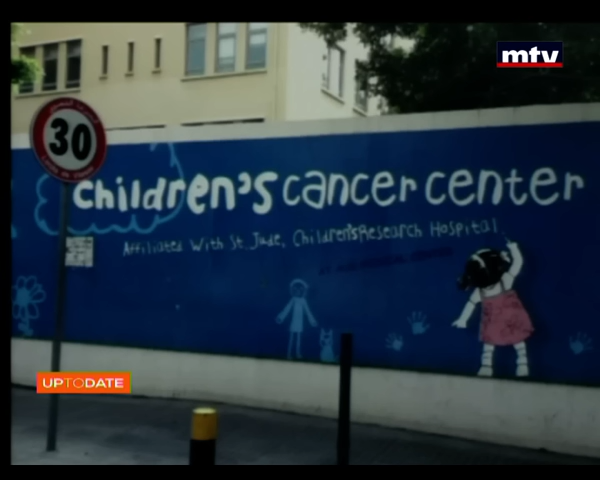 mtv
30
children's cancer center
Affiliated With St. Jude, Children's Research Hospital
UPTODATE